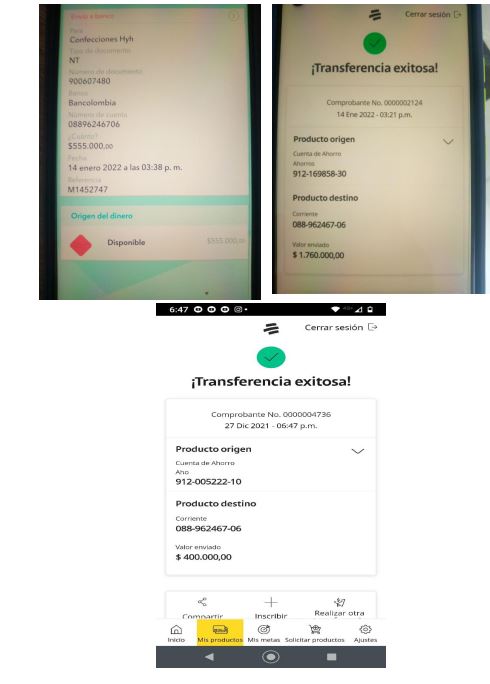 Envío a banco
Para
Confecciones Hyh
Tipo de documento
NT
Número de documento
900607480
Banco
Bancolombia
Número de cuenta
08896246706
¿Cuánto?
$555.000,00
Fecha
14 enero 2022 a las 03:38 p. m.
Referencia
M1452747
Origen del dinero
Disponible
$555.000,00
Cerrar sesión
¡Transferencia exitosa!
Comprobante No. 0000002124
14 Ene 2022 - 03:21 p.m.
Producto origen
Cuenta de Ahorro
Ahorros
912-169858-30
Producto destino
Corriente
088-962467-06
Valor enviado
$ 1.760.000,00
6:47
Cerrar sesión
¡Transferencia exitosa!
Comprobante No. 0000004736
27 Dic 2021 - 06:47 p.m.
Producto origen
Cuenta de Ahorro
Aho
912-005222-10
Producto destino
Corriente
088-962467-06
Valor enviado
$ 400.000,00
Compartir
Inscribir
Realizar otra
Inicio Mis productos Mis metas Solicitar productos Ajustes